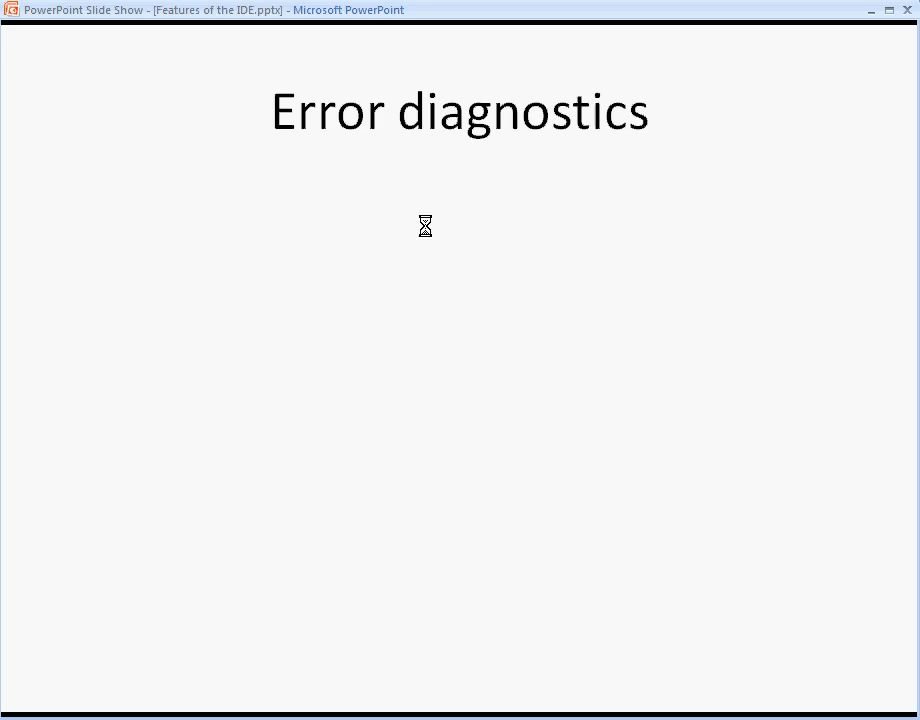 PowerPoint Slide Show - [Features of the IDE.pptx] - Microsoft PowerPoint
Error diagnostics